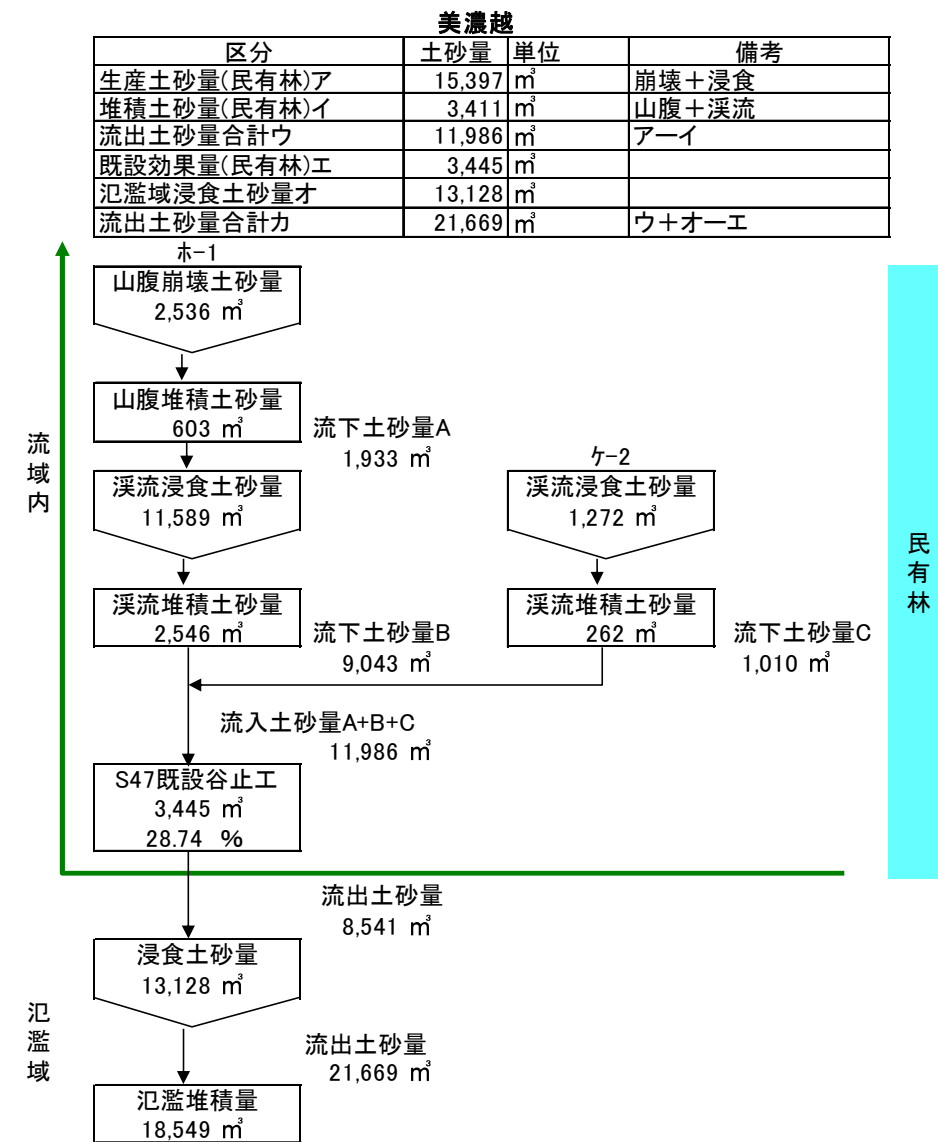 美濃越
区分 土砂量 単位 備考
生産土砂量(民有林)ア 15,397 ㎥ 崩壊＋浸食
堆積土砂量(民有林)イ 3,411 ㎥ 山腹＋渓流
流出土砂量合計ウ 11,986 ㎥ アーイ
既設効果量(民有林)エ 3,445 ㎥
氾濫域浸食土砂量オ 13,128 ㎥
流出土砂量合計カ 21,669 ㎥ ウ＋オーエ
ﾎ-1
山腹崩壊土砂量
2,536 ㎥
山腹堆積土砂量
603 ㎥
流下土砂量A
1,933 ㎥
渓流浸食土砂量
11,589 ㎥
ｹ-2
渓流浸食土砂量
1,272 ㎥
流域内
民有林
渓流堆積土砂量
2,546 ㎥
流下土砂量B
9,043 ㎥
渓流堆積土砂量
262 ㎥
流下土砂量C
1,010 ㎥
流入土砂量A+B+C
11,986 ㎥
S47既設谷止工
3,445 ㎥
28.74 %
流出土砂量
8,541 ㎥
浸食土砂量
13,128 ㎥
氾濫域
流出土砂量
21,669 ㎥
氾濫堆積量
18,549 ㎥